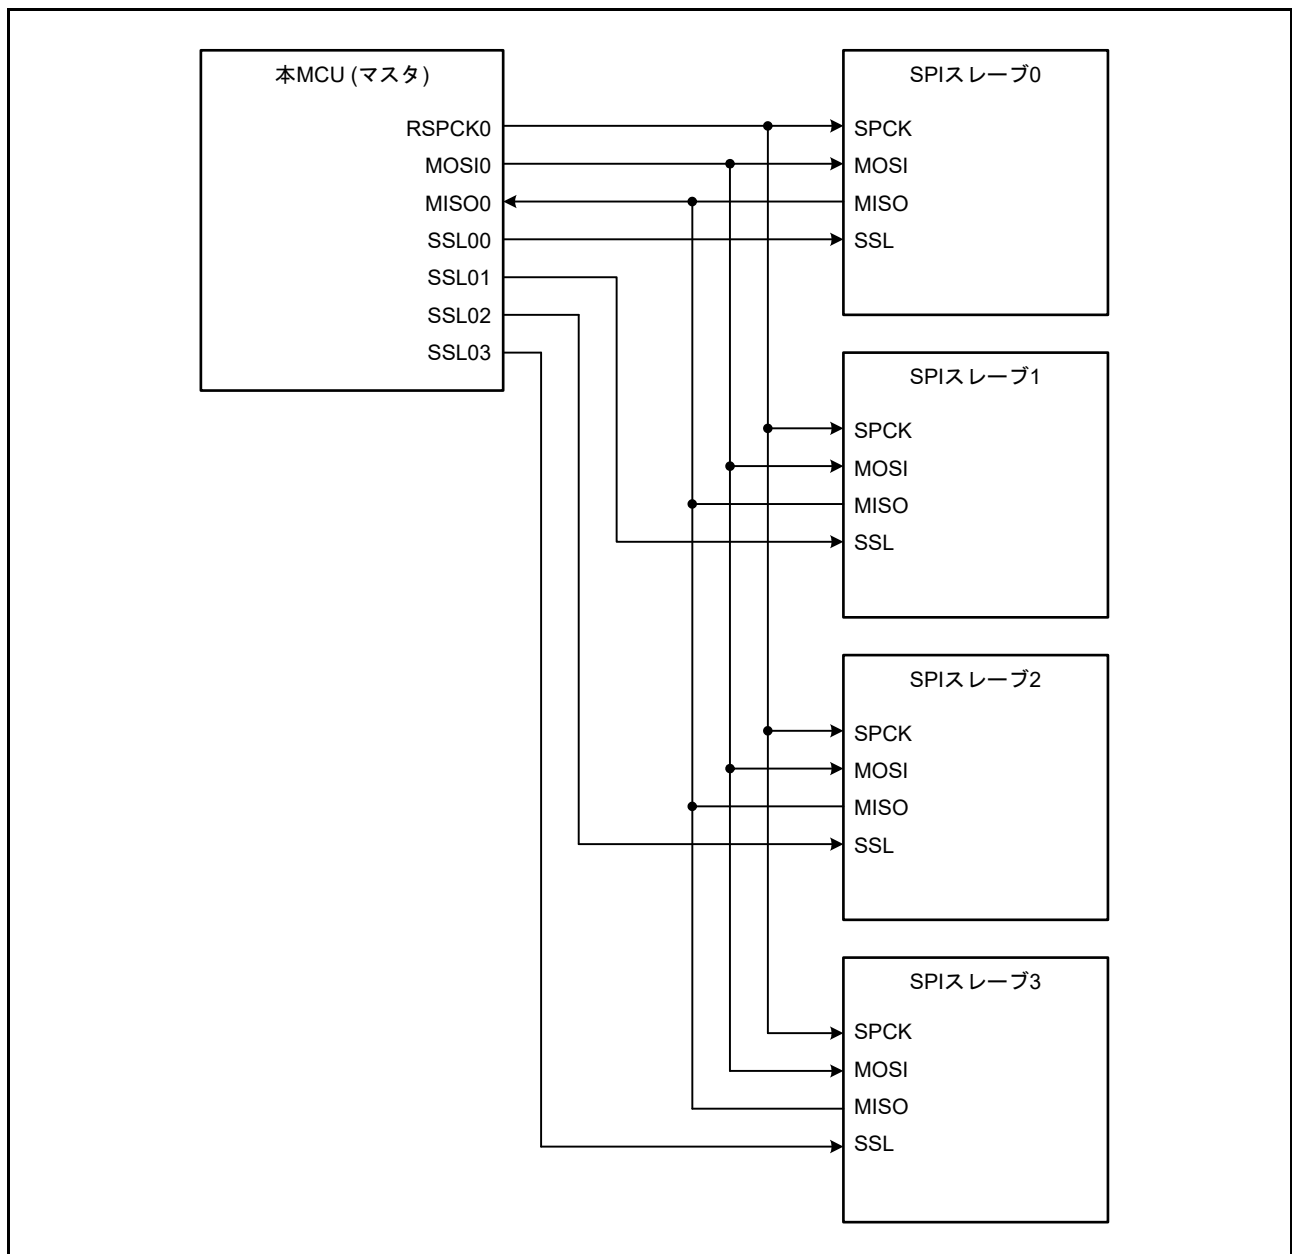 本MCU (マスタ)
RSPCK0
MOSI0
MISO0
SSL00
SSL01
SSL02
SSL03
SPIスレーブ0
SPCK
MOSI
MISO
SSL
SPIスレーブ1
SPCK
MOSI
MISO
SSL
SPIスレーブ2
SPCK
MOSI
MISO
SSL
SPIスレーブ3
SPCK
MOSI
MISO
SSL